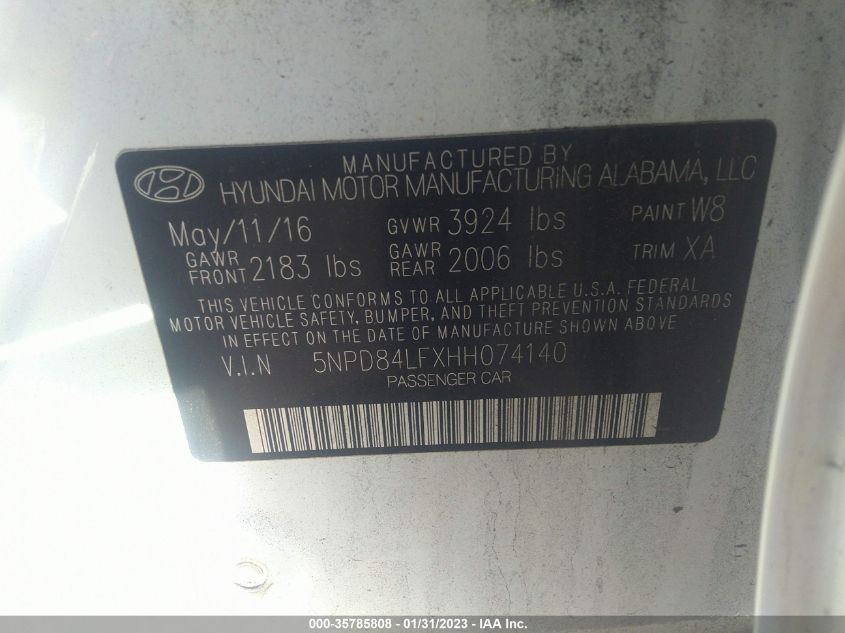 MANUFACTURED BY
HYUNDAI MOTOR MANUFACTURING ALABAMA, LLC
May/11/16 GVWR 3924 lbs PAINT W8
GAWR FRONT 2183 lbs GAWR REAR 2006 lbs TRIM XA
THIS VEHICLE CONFORMS TO ALL APPLICABLE U.S.A. FEDERAL
MOTOR VEHICLE SAFETY, BUMPER, AND THEFT PREVENTION STANDARDS
IN EFFECT ON THE DATE OF MANUFACTURE SHOWN ABOVE.
V.I.N 5NPD84LFXHH074140
PASSENGER CAR
000-35785808 - 01/31/2023 - IAA Inc.